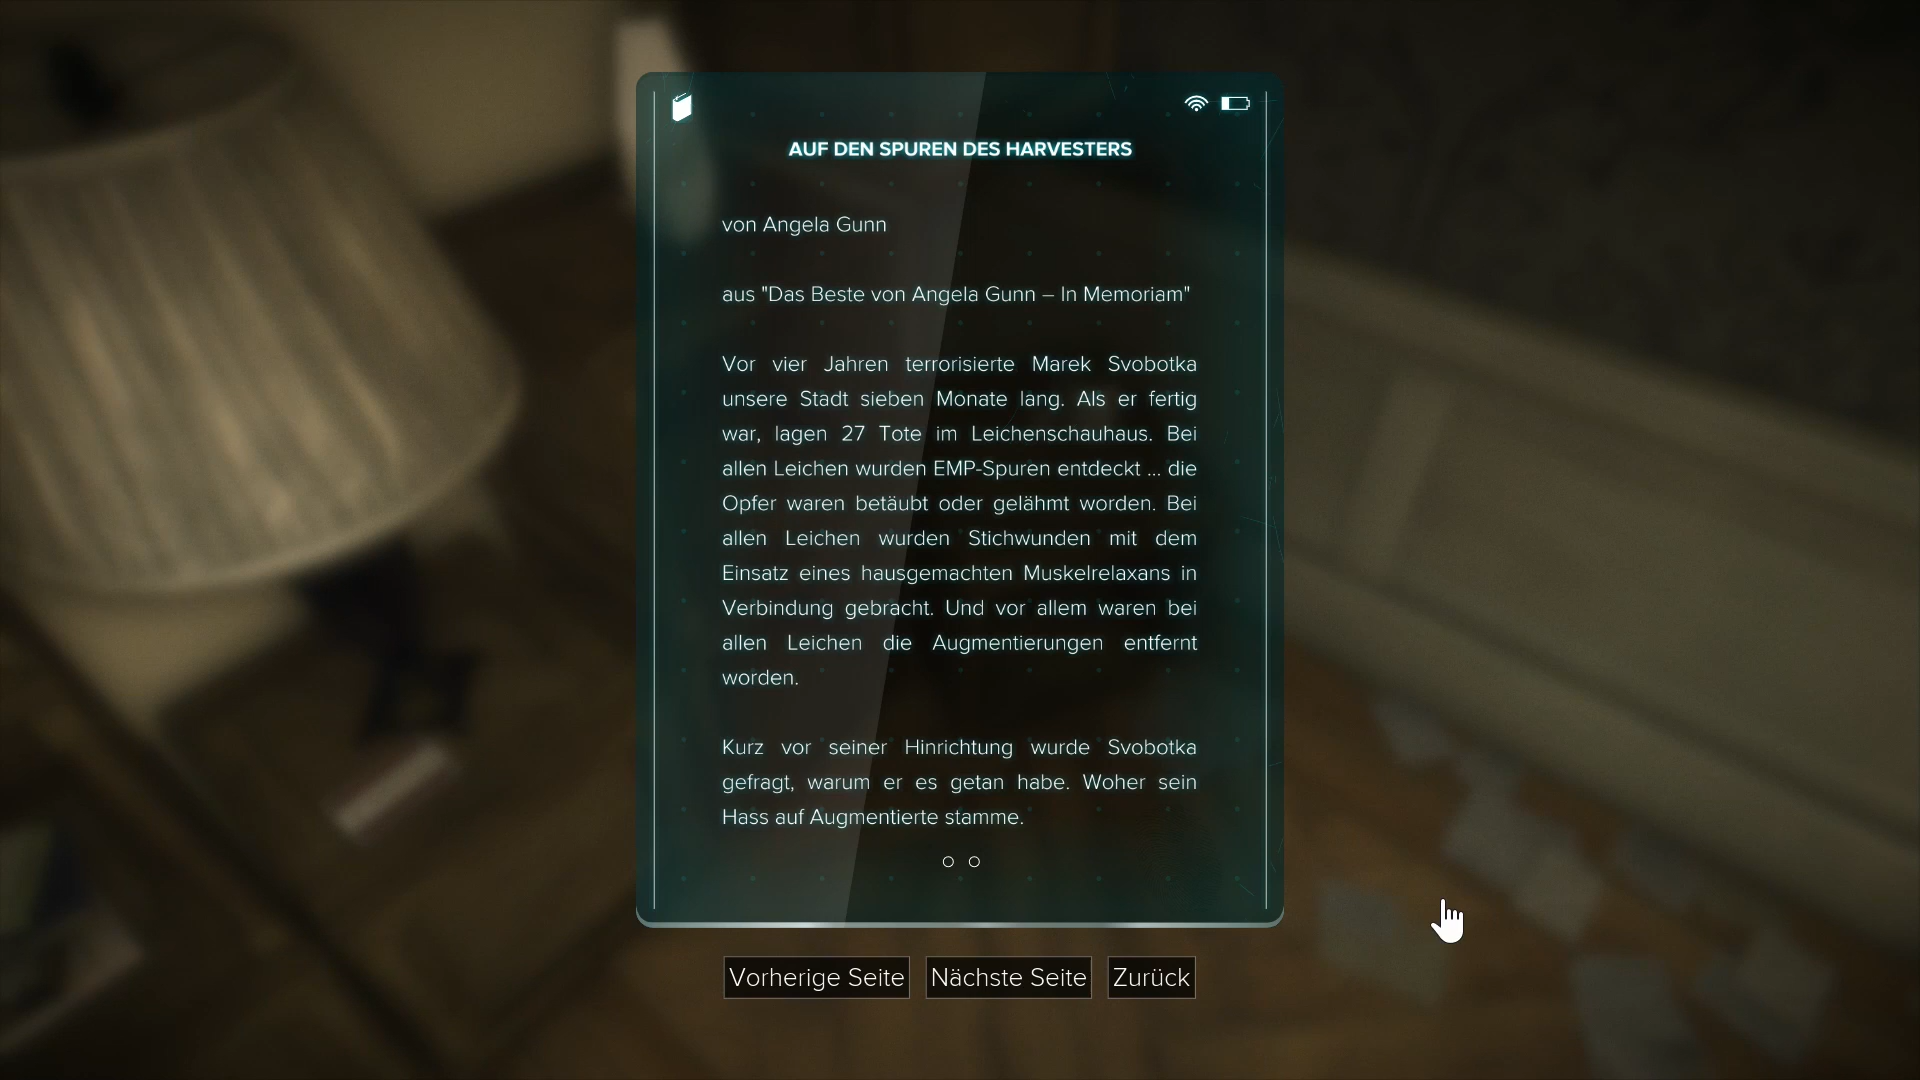 AUF DEN SPUREN DES HARVESTERS
von Angela Gunn
aus "Das Beste von Angela Gunn – In Memoriam"
Vor vier Jahren terrorisierte Marek Svobotka
unsere Stadt sieben Monate lang. Als er fertig
war, lagen 27 Tote im Leichenschauhaus. Bei
allen Leichen wurden EMP-Spuren entdeckt ... die
Opfer waren betäubt oder gelähmt worden. Bei
allen Leichen wurden Stichwunden mit dem
Einsatz eines hausgemachten Muskelrelaxans in
Verbindung gebracht. Und vor allem waren bei
allen Leichen die Augmentierungen entfernt
worden.
Kurz vor seiner Hinrichtung wurde Svobotka
gefragt, warum er es getan habe. Woher sein
Hass auf Augmentierte stamme.
Vorherige Seite Nächste Seite Zurück